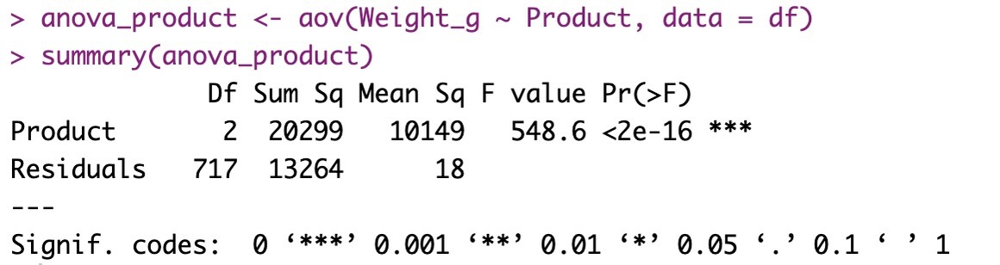 > anova_product <- aov(Weight_g ~ Product, data = df)
> summary(anova_product)
             Df Sum Sq Mean Sq F value Pr(>F)
Product       2  20299   10149   548.6 <2e-16 ***
Residuals   717  13264      18
---
Signif. codes:  0 ‘***’ 0.001 ‘**’ 0.01 ‘*’ 0.05 ‘.’ 0.1 ‘ ’ 1